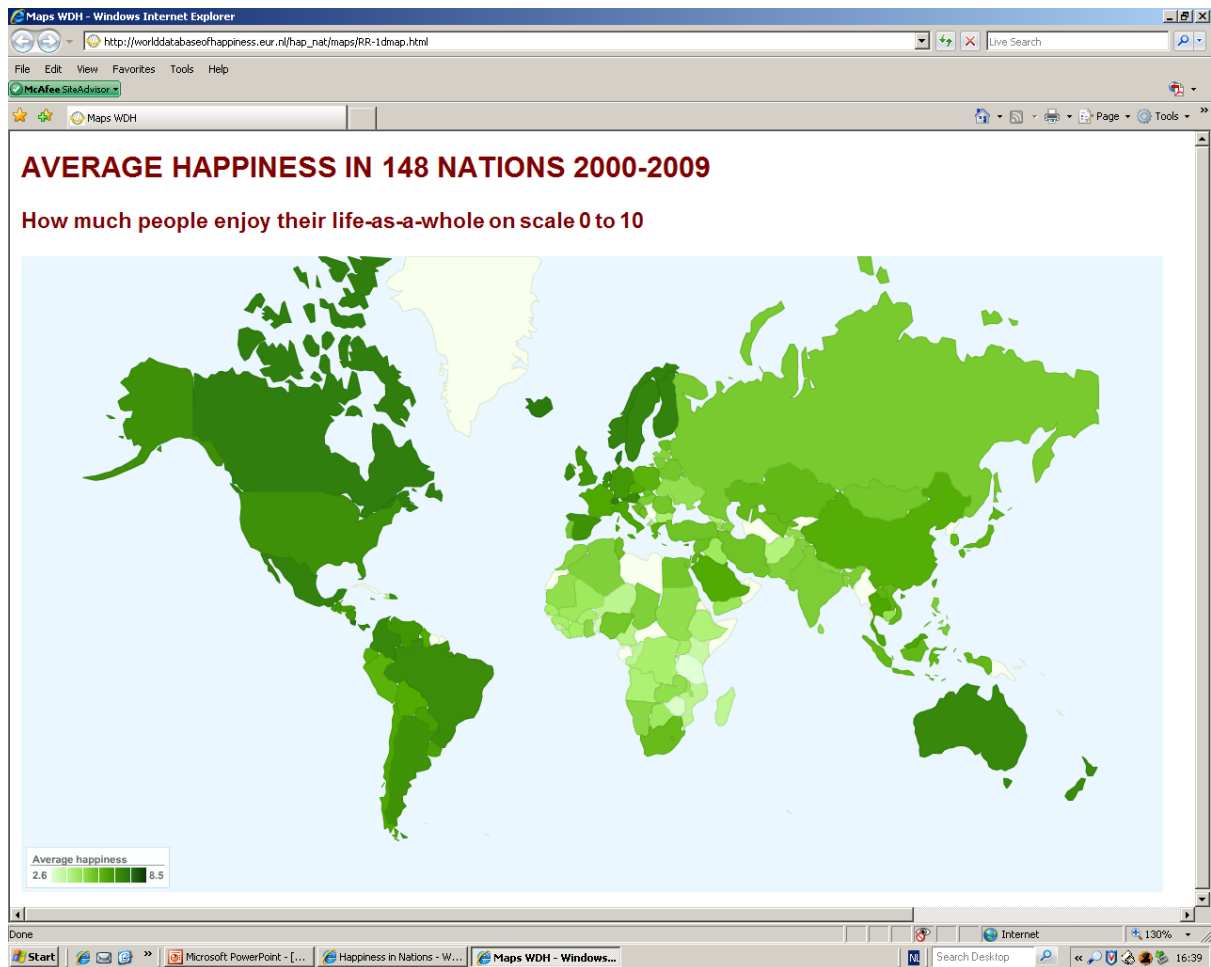 Maps WDH - Windows Internet Explorer
http://worlddatabaseofhappiness.eur.nl/hap_nat/maps/RR-1dmap.html
Live Search
File Edit View Favorites Tools Help
McAfee SiteAdvisor
Maps WDH
Page Tools
AVERAGE HAPPINESS IN 148 NATIONS 2000-2009
How much people enjoy their life-as-a-whole on scale 0 to 10
Average happiness
2.6 8.5
Done Internet 130%
Start Microsoft PowerPoint - [... Happiness in Nations - W... Maps WDH - Windows... NL Search Desktop 16:39